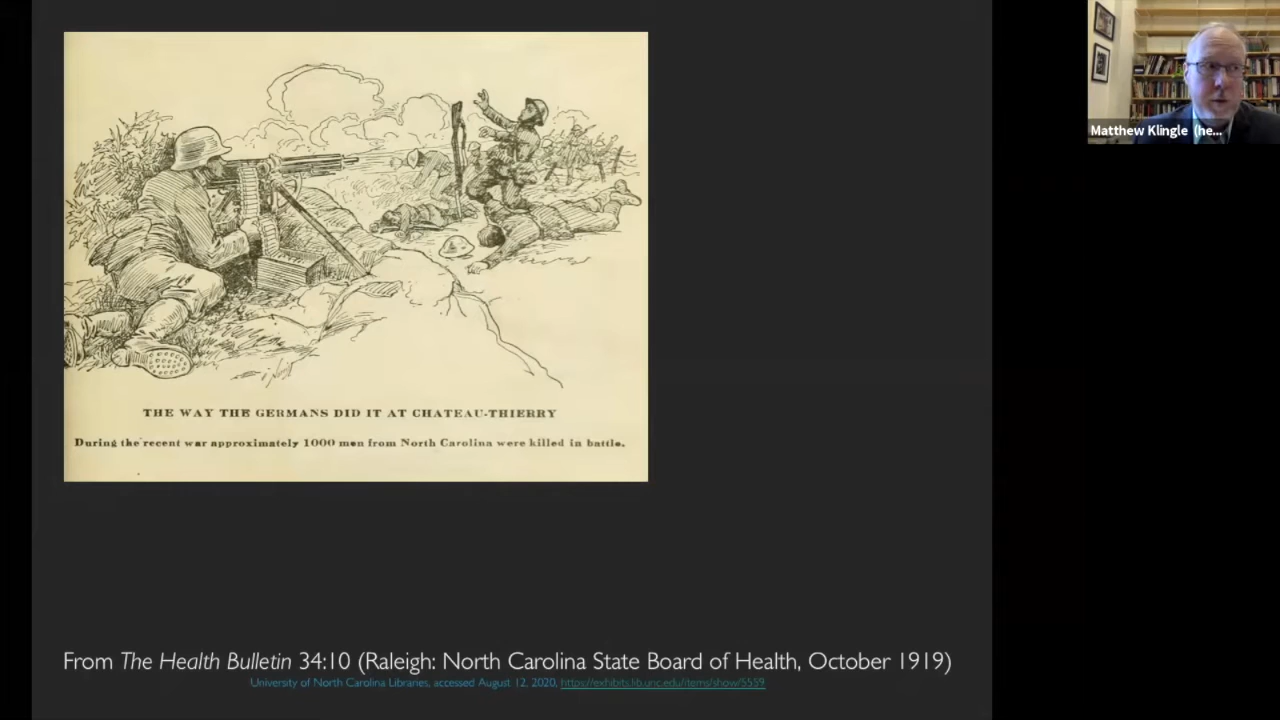 THE WAY THE GERMANS DID IT AT CHATEAU-THIERRY
During the recent war approximately 1000 men from North Carolina were killed in battle.
From The Health Bulletin 34:10 (Raleigh: North Carolina State Board of Health, October 1919)
University of North Carolina Libraries, accessed August 12, 2020, https://exhibits.lib.unc.edu/items/show/5559.
Matthew Klingle (he...